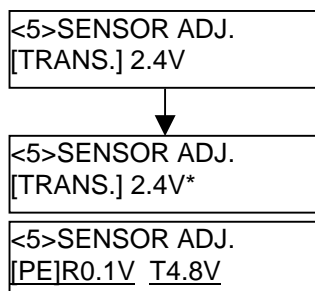 <5>SENSOR ADJ.
[TRANS.] 2.4V
<5>SENSOR ADJ.
[TRANS.] 2.4V*
<5>SENSOR ADJ.
[PE]R0.1V T4.8V